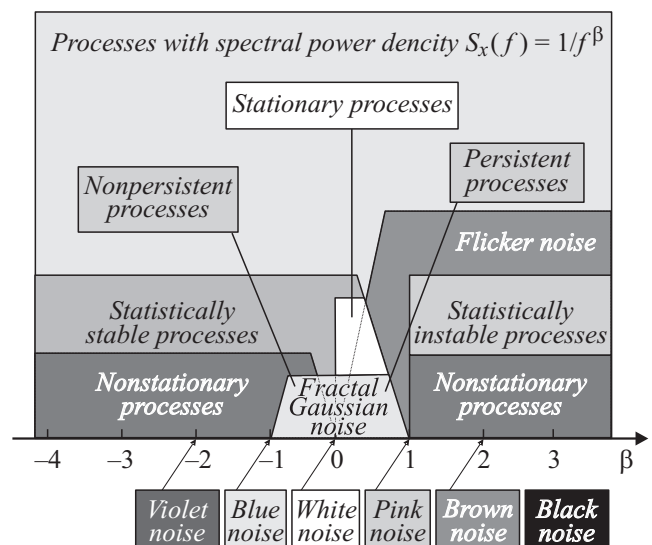 Processes with spectral power dencity Sₓ(f) = 1/f^β
Stationary processes
Persistent
processes
Nonpersistent
processes
Flicker noise
Statistically
stable processes
Statistically
instable processes
Nonstationary
processes
Fractal
Gaussian
noise
Nonstationary
processes
–4 –3 –2 –1 0 1 2 3 β
Violet
noise
Blue
noise
White
noise
Pink
noise
Brown
noise
Black
noise